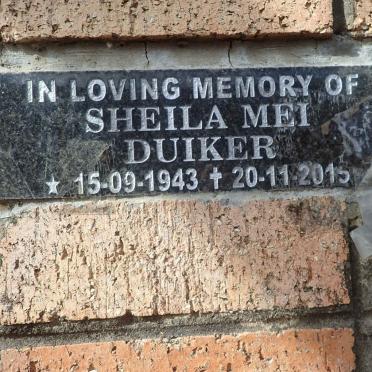 IN LOVING MEMORY OF
SHEILA MEI
DUIKER
★ 15-09-1943 ✝ 20-11-2015